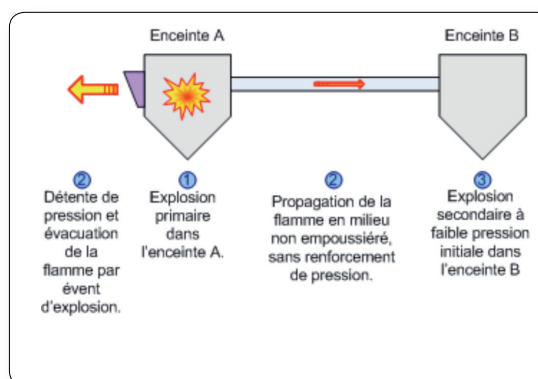 Enceinte A
Enceinte B
②
Détente de
pression et
évacuation
de la
flamme par
évent
d'explosion.
①
Explosion
primaire
dans
l'enceinte A.
②
Propagation de la
flamme en milieu
non empoussiéré,
sans renforcement
de pression.
③
Explosion
secondaire à
faible pression
initiale dans
l'enceinte B